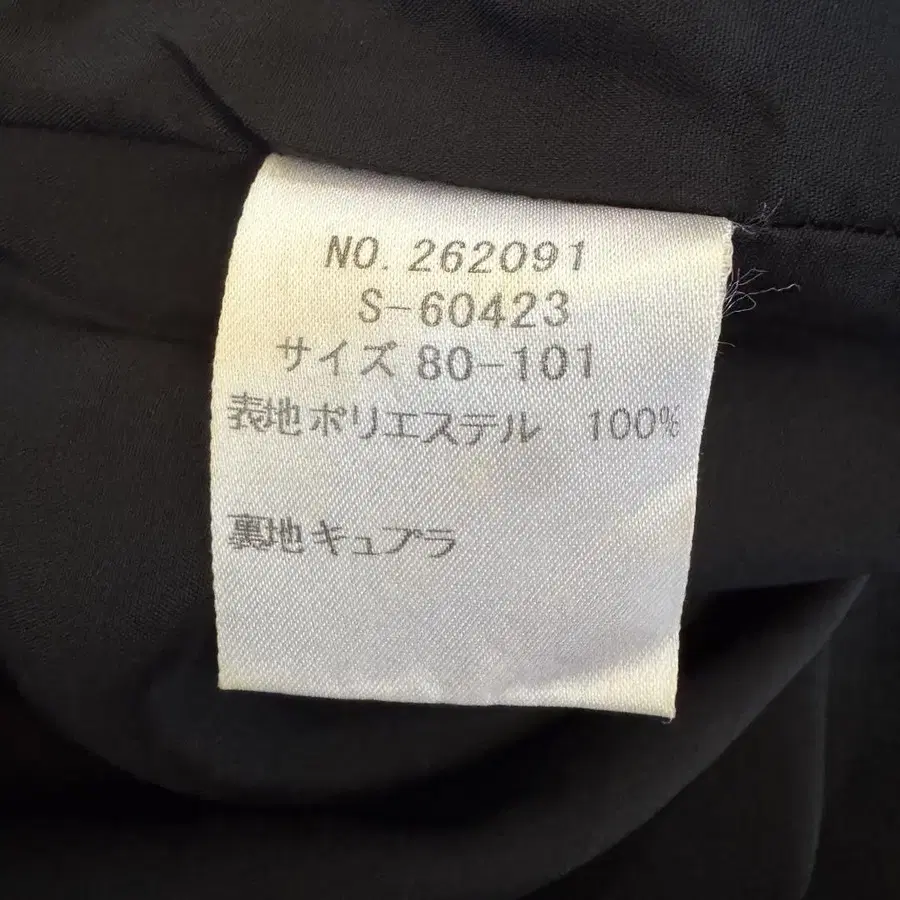 NO. 262091
S-60423
サイズ 80-101
表地 ポリエステル 100%
裏地 キュプラ